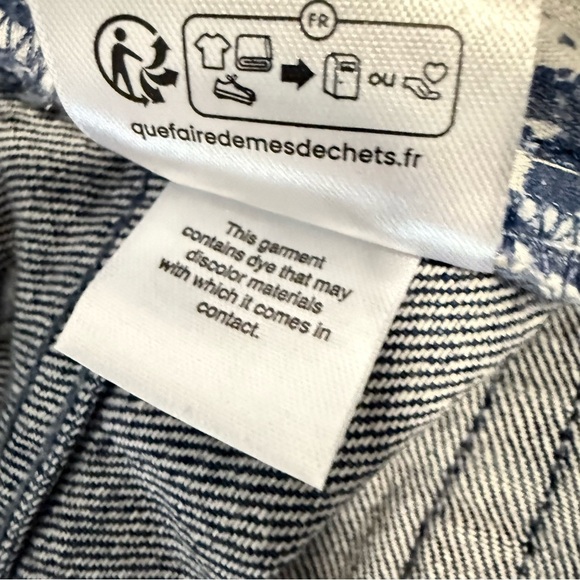 FR
ou
quefairedemesdechets.fr
This garment
contains dye that may
discolor materials
with which it comes in
contact.